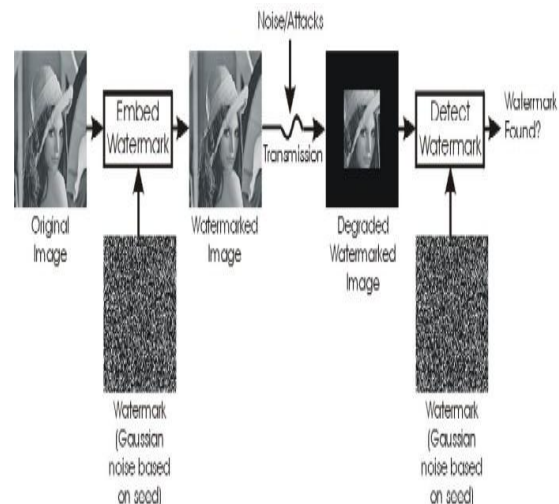 Noise/Attacks
Embed
Watermark
Transmission
Detect
Watermark
Watermark
Found?
Original
Image
Watermarked
Image
Degraded
Watermarked
Image
Watermark
(Gaussian
noise based
on seed)
Watermark
(Gaussian
noise based
on seed)